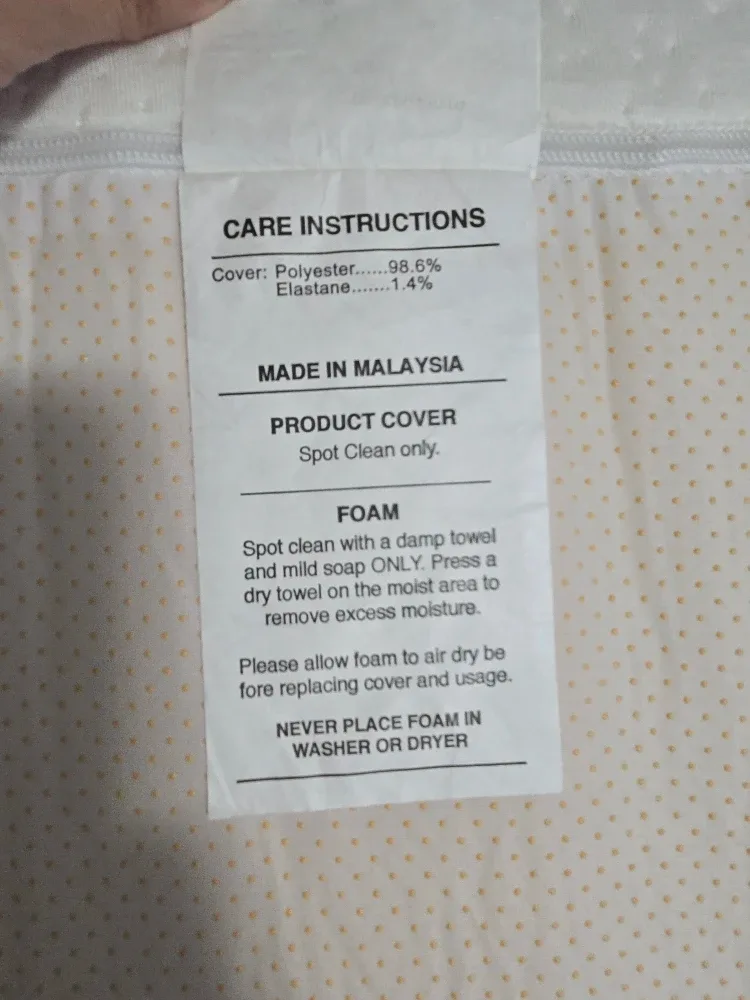 CARE INSTRUCTIONS
Cover: Polyester......98.6%
Elastane.......1.4%
MADE IN MALAYSIA
PRODUCT COVER
Spot Clean only.
FOAM
Spot clean with a damp towel
and mild soap ONLY. Press a
dry towel on the moist area to
remove excess moisture.
Please allow foam to air dry be
fore replacing cover and usage.
NEVER PLACE FOAM IN
WASHER OR DRYER